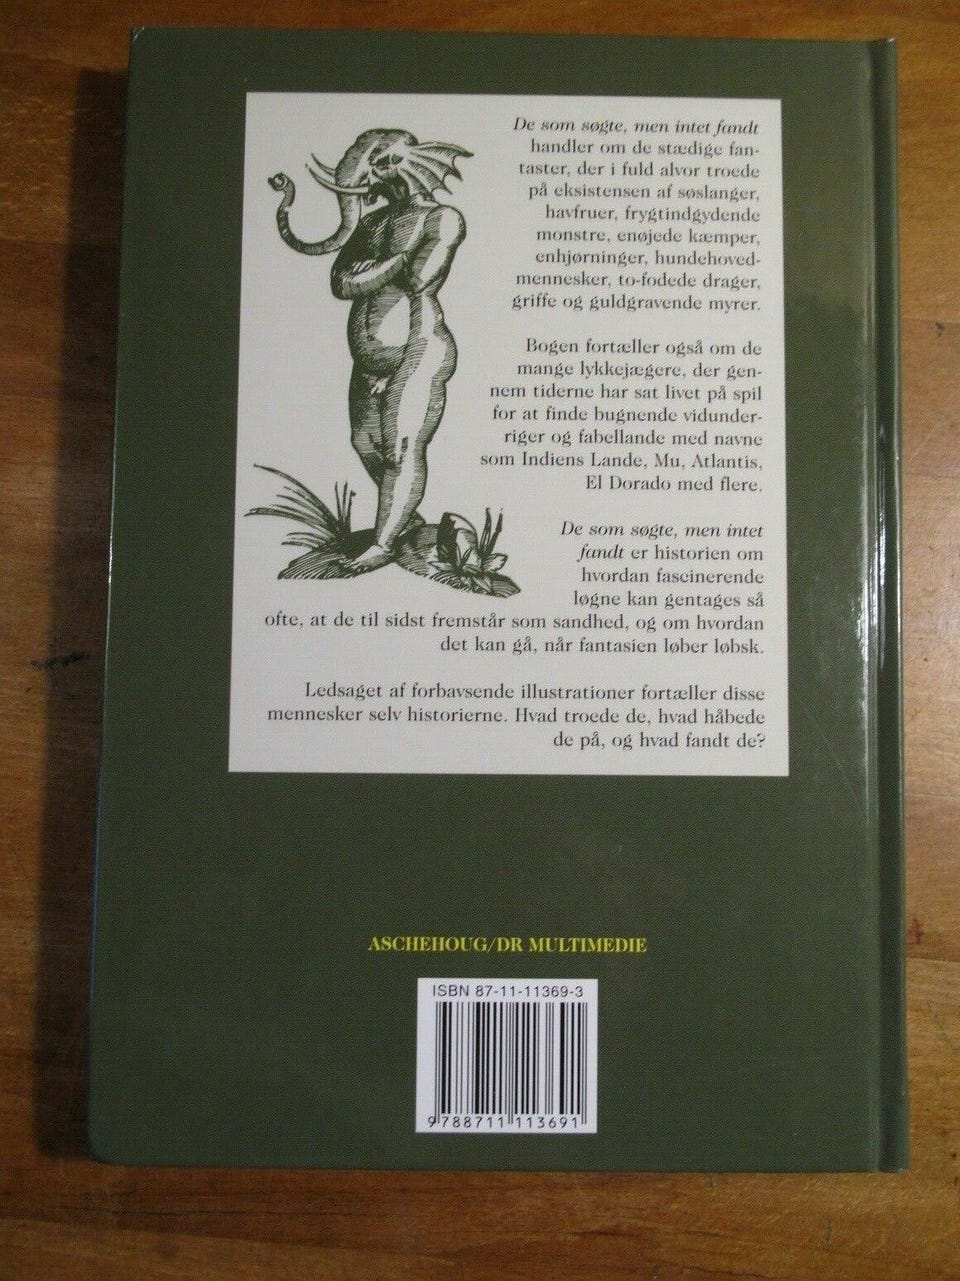 De som søgte, men intet fandt
handler om de stædige fan-
taster, der i fuld alvor troede
på eksistensen af søslanger,
havfruer, frygtindgydende
monstre, enøjede kæmper,
enhjørninger, hundehoved-
mennesker, to-fodede drager,
griffe og guldgravende myrer.
Bogen fortæller også om de
mange lykkejægere, der gen-
nem tiderne har sat livet på spil
for at finde bugnende vidunder-
riger og fabellande med navne
som Indiens Lande, Mu, Atlantis,
El Dorado med flere.
De som søgte, men intet
fandt er historien om
hvordan fascinerende
løgne kan gentages så
ofte, at de til sidst fremstår som sandhed, og om hvordan
det kan gå, når fantasien løber løbsk.
Ledsaget af forbavsende illustrationer fortæller disse
mennesker selv historierne. Hvad troede de, hvad håbede
de på, og hvad fandt de?
ASCHEHOUG/DR MULTIMEDIE
ISBN 87-11-11369-3
9788711113691